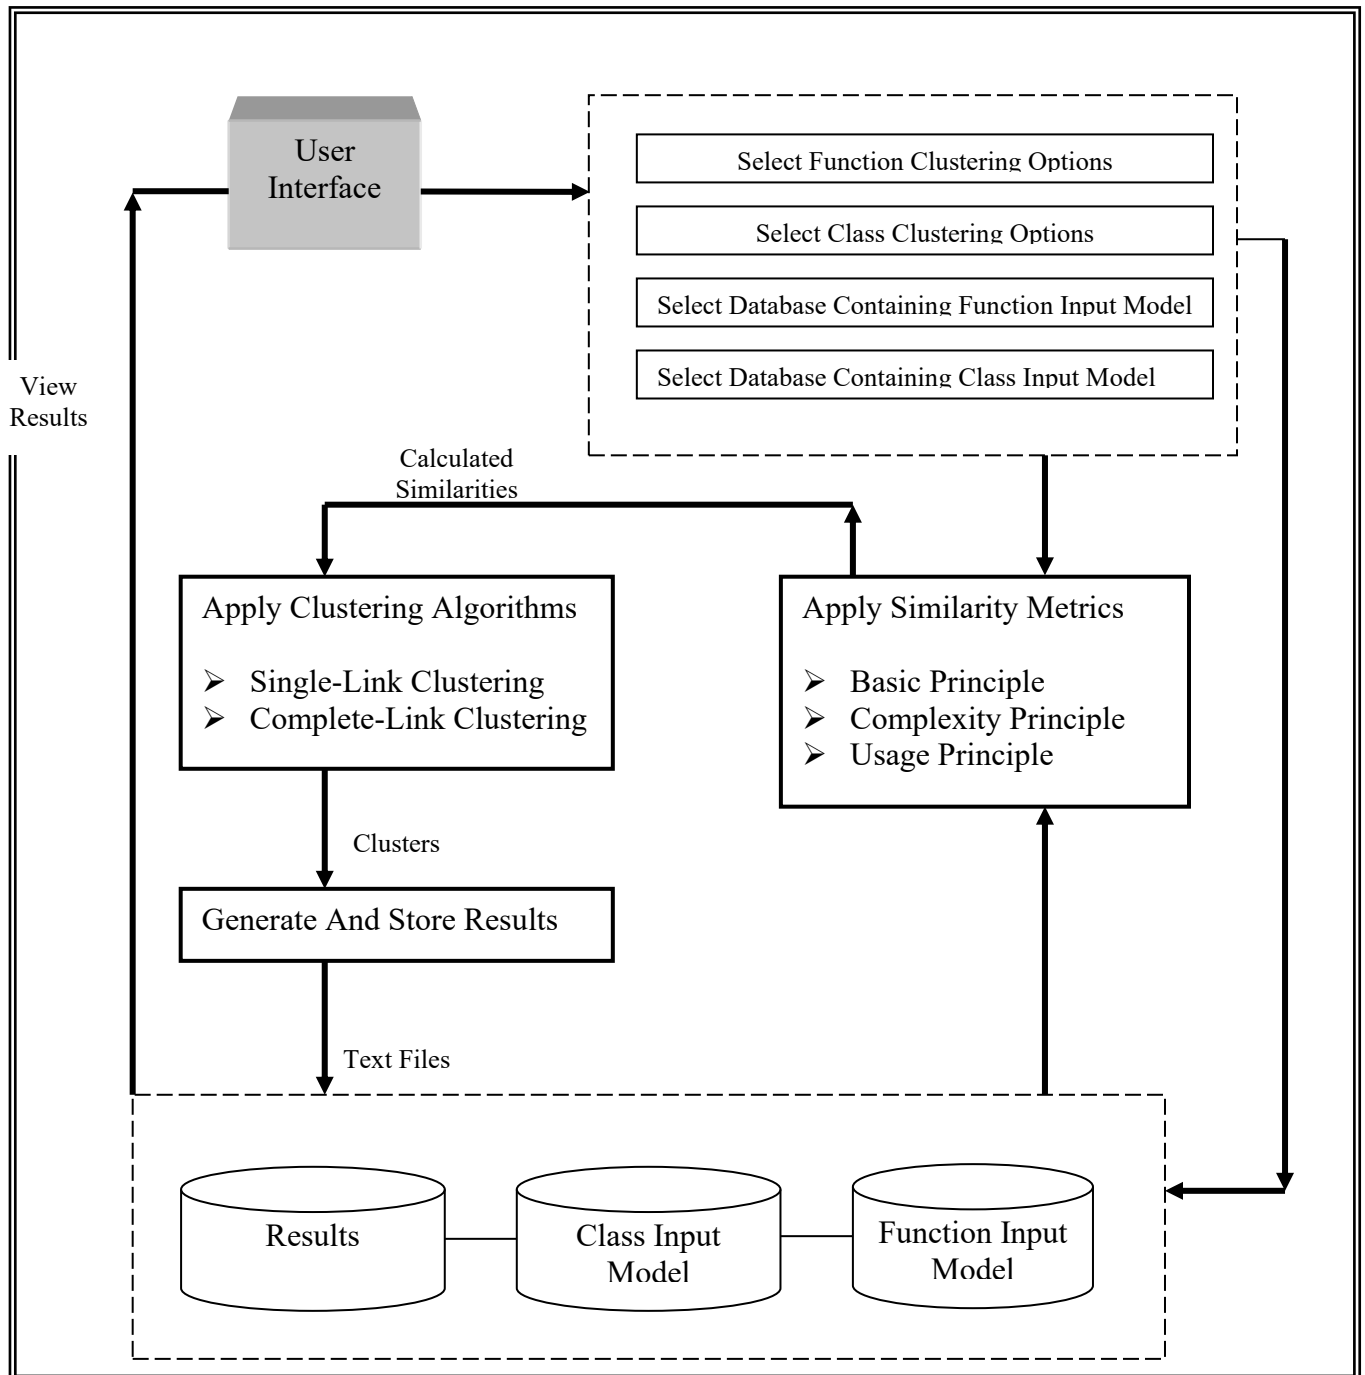 User
Interface
Select Function Clustering Options
Select Class Clustering Options
Select Database Containing Function Input Model
Select Database Containing Class Input Model
View
Results
Calculated
Similarities
Apply Clustering Algorithms
➢ Single-Link Clustering
➢ Complete-Link Clustering
Apply Similarity Metrics
➢ Basic Principle
➢ Complexity Principle
➢ Usage Principle
Clusters
Generate And Store Results
Text Files
Results
Class Input
Model
Function Input
Model